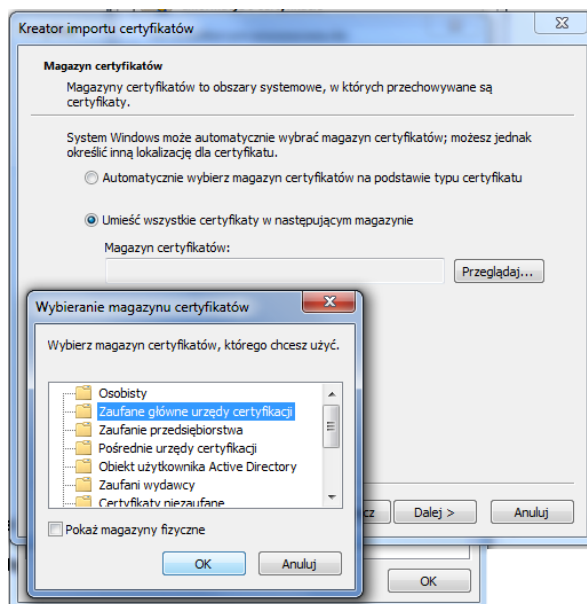 Kreator importu certyfikatów
Magazyn certyfikatów
Magazyny certyfikatów to obszary systemowe, w których przechowywane są
certyfikaty.
System Windows może automatycznie wybrać magazyn certyfikatów; możesz jednak
określić inną lokalizację dla certyfikatu.
Automatycznie wybierz magazyn certyfikatów na podstawie typu certyfikatu
Umieść wszystkie certyfikaty w następującym magazynie
Magazyn certyfikatów:
Przeglądaj...
Wybieranie magazynu certyfikatów
Wybierz magazyn certyfikatów, którego chcesz użyć.
Osobisty
Zaufane główne urzędy certyfikacji
Zaufanie przedsiębiorstwa
Pośrednie urzędy certyfikacji
Obiekt użytkownika Active Directory
Zaufani wydawcy
Certyfikaty niezaufane
Pokaż magazyny fizyczne
OK
Anuluj
cz
Dalej >
Anuluj
OK